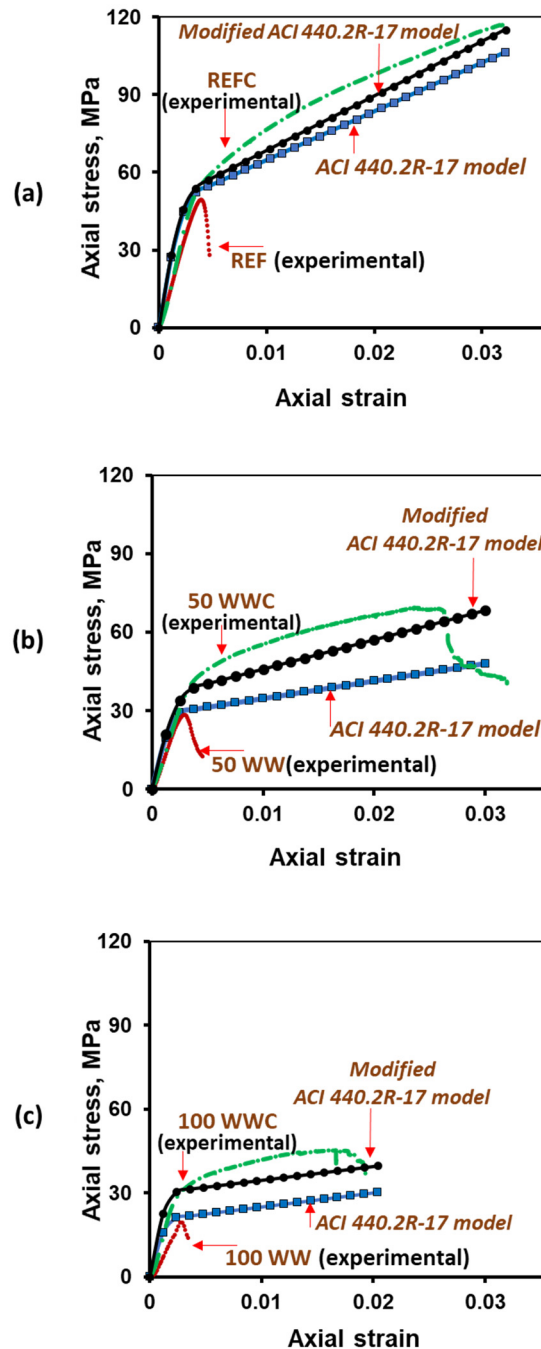 120
Modified ACI 440.2R-17 model
90
REFC
(experimental)
Axial stress, MPa
(a)
60
ACI 440.2R-17 model
30
REF (experimental)
0
0 0.01 0.02 0.03
Axial strain
120
Modified
ACI 440.2R-17 model
90
50 WWC
(experimental)
Axial stress, MPa
(b)
60
30
ACI 440.2R-17 model
50 WW(experimental)
0
0 0.01 0.02 0.03
Axial strain
120
90
Axial stress, MPa
Modified
ACI 440.2R-17 model
(c)
60
100 WWC
(experimental)
30
ACI 440.2R-17 model
100 WW (experimental)
0
0 0.01 0.02 0.03
Axial strain